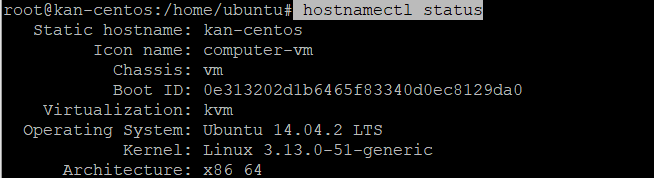 root@kan-centos:/home/ubuntu# hostnamectl status
Static hostname: kan-centos
Icon name: computer-vm
Chassis: vm
Boot ID: 0e313202d1b6465f83340d0ec8129da0
Virtualization: kvm
Operating System: Ubuntu 14.04.2 LTS
Kernel: Linux 3.13.0-51-generic
Architecture: x86_64